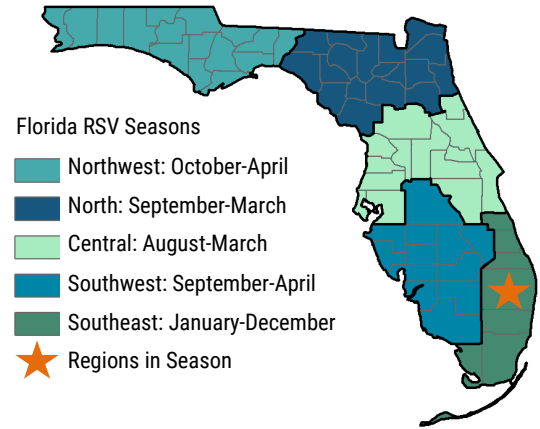 Florida RSV Seasons
Northwest: October-April
North: September-March
Central: August-March
Southwest: September-April
Southeast: January-December
Regions in Season